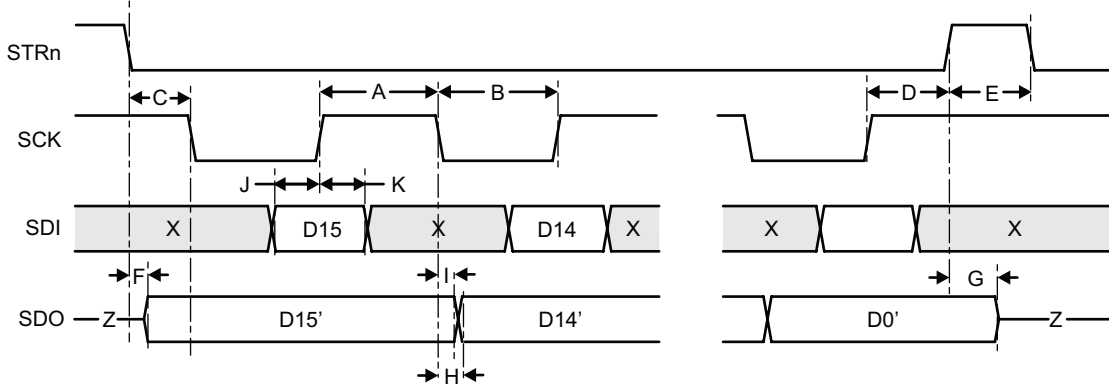 STRn
C A B D E
SCK
J K
SDI X D15 X D14 X X X
F I G
SDO Z D15’ D14’ D0’ Z
H